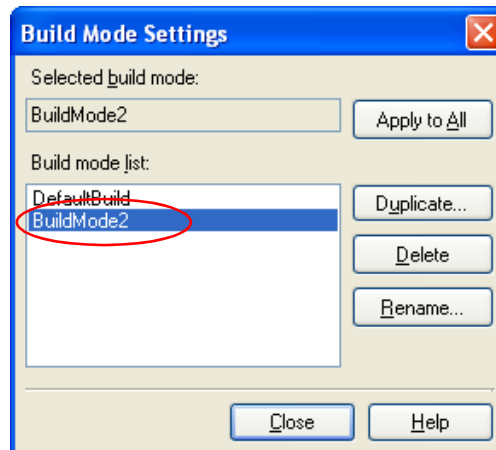 Build Mode Settings
Selected build mode:
BuildMode2
Apply to All
Build mode list:
DefaultBuild
BuildMode2
Duplicate...
Delete
Rename...
Close
Help